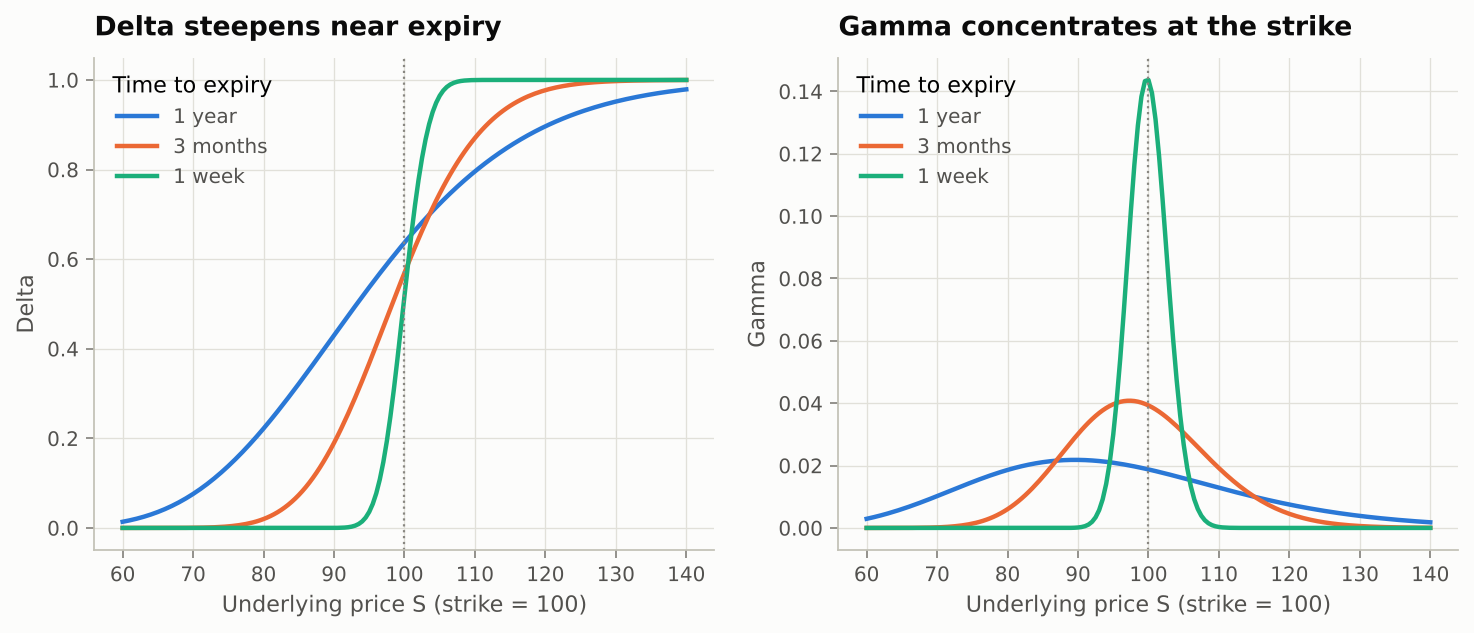 Delta steepens near expiry
Time to expiry
1 year
3 months
1 week
Delta
1.0
0.8
0.6
0.4
0.2
0.0
60 70 80 90 100 110 120 130 140
Underlying price S (strike = 100)
Gamma concentrates at the strike
Time to expiry
1 year
3 months
1 week
Gamma
0.14
0.12
0.10
0.08
0.06
0.04
0.02
0.00
60 70 80 90 100 110 120 130 140
Underlying price S (strike = 100)